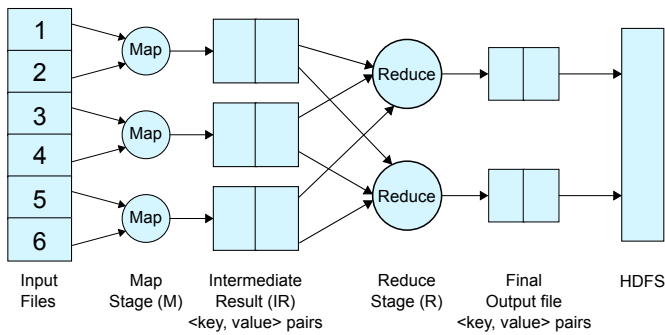 1
2
3
4
5
6
Map
Map
Map
Reduce
Reduce
Input
Files
Map
Stage (M)
Intermediate
Result (IR)
<key, value> pairs
Reduce
Stage (R)
Final
Output file
<key, value> pairs
HDFS